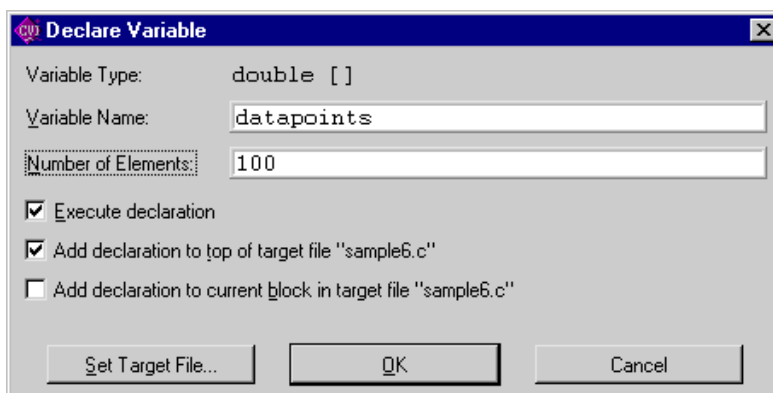 CVI Declare Variable
Variable Type: double []
Variable Name: datapoints
Number of Elements: 100
Execute declaration
Add declaration to top of target file "sample6.c"
Add declaration to current block in target file "sample6.c"
Set Target File... OK Cancel